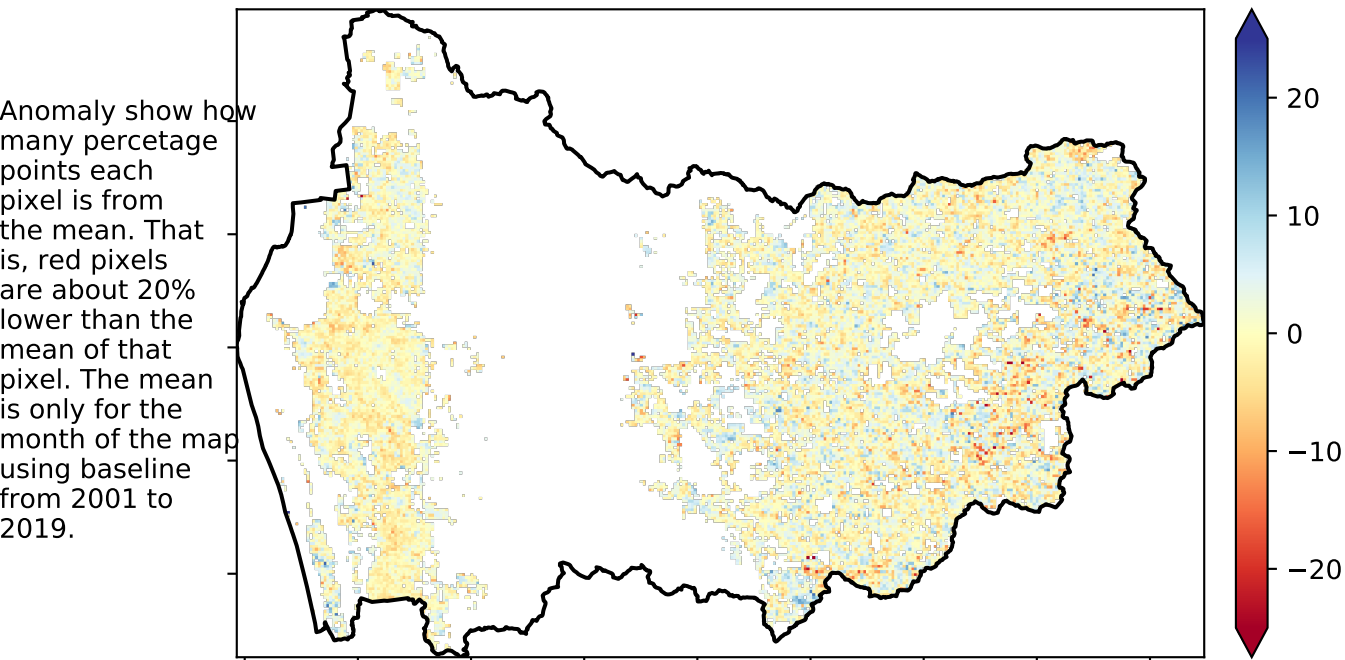 Anomaly show how
many percetage
points each
pixel is from
the mean. That
is, red pixels
are about 20%
lower than the
mean of that
pixel. The mean
is only for the
month of the map
using baseline
from 2001 to
2019.
20
10
0
−10
−20